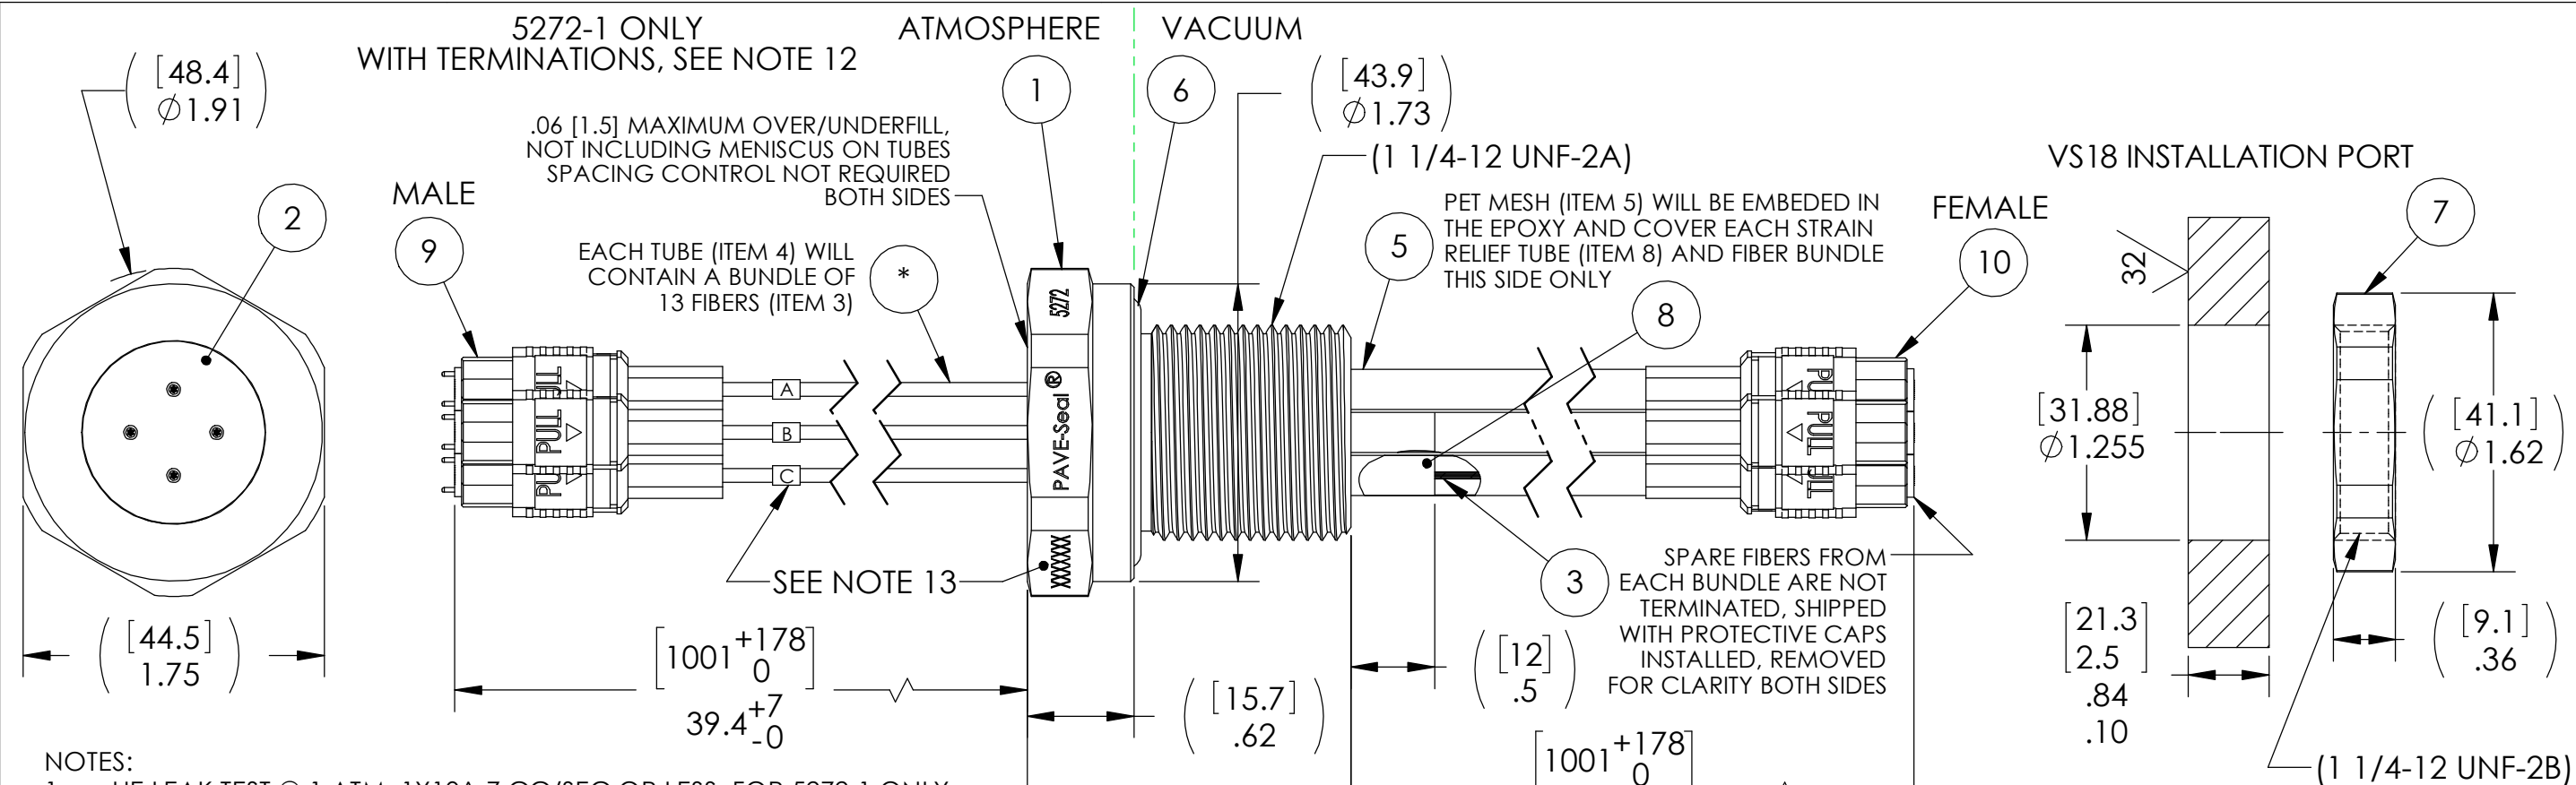 5272-1 ONLY
WITH TERMINATIONS, SEE NOTE 12
ATMOSPHERE
VACUUM
[48.4]
Ø1.91
1
6
[43.9]
Ø1.73
.06 [1.5] MAXIMUM OVER/UNDERFILL,
NOT INCLUDING MENISCUS ON TUBES
SPACING CONTROL NOT REQUIRED
BOTH SIDES
(1 1/4-12 UNF-2A)
VS18 INSTALLATION PORT
2
MALE
9
EACH TUBE (ITEM 4) WILL
CONTAIN A BUNDLE OF
13 FIBERS (ITEM 3)
*
5
PET MESH (ITEM 5) WILL BE EMBEDED IN
THE EPOXY AND COVER EACH STRAIN
RELIEF TUBE (ITEM 8) AND FIBER BUNDLE
THIS SIDE ONLY
FEMALE
10
7
32
8
5272
PAVE-Seal®
XXXXXX
PULL
PULL
PULL
A
B
C
PULL
PULL
PULL
[31.88]
Ø1.255
([41.1]
Ø1.62)
SEE NOTE 13
3
SPARE FIBERS FROM
EACH BUNDLE ARE NOT
TERMINATED, SHIPPED
WITH PROTECTIVE CAPS
INSTALLED, REMOVED
FOR CLARITY BOTH SIDES
([44.5]
1.75)
[1001 +178
0]
39.4 +7
-0
([15.7]
.62)
([12]
.5)
[21.3
2.5]
.84
.10
([9.1]
.36)
[1001 +178
0]
(1 1/4-12 UNF-2B)
NOTES: